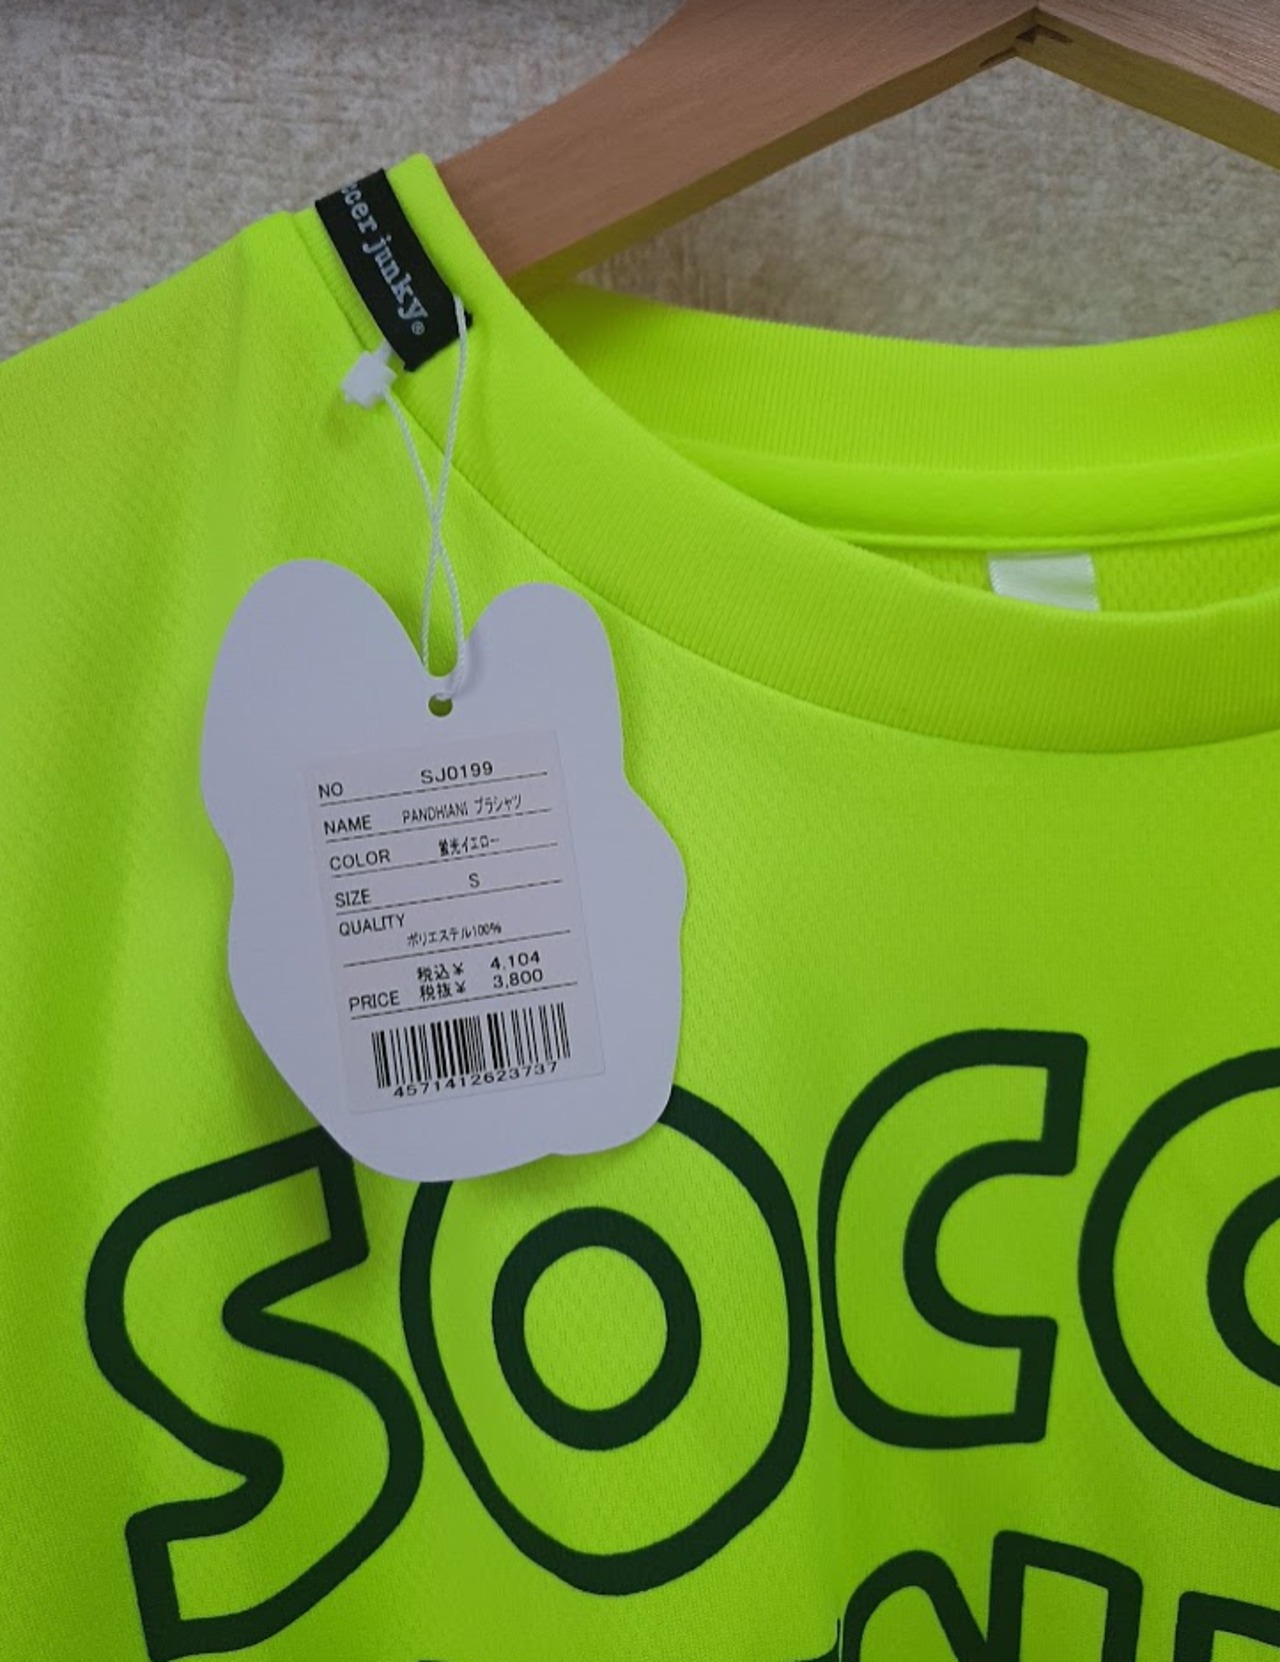 occer junky®
NO SJ0199
NAME PANDHIANI プラシャツ
COLOR 蛍光イエロー
SIZE S
QUALITY
ポリエステル100%
税込¥ 4,104
PRICE 税抜¥ 3,800
4571412623737
SOCC